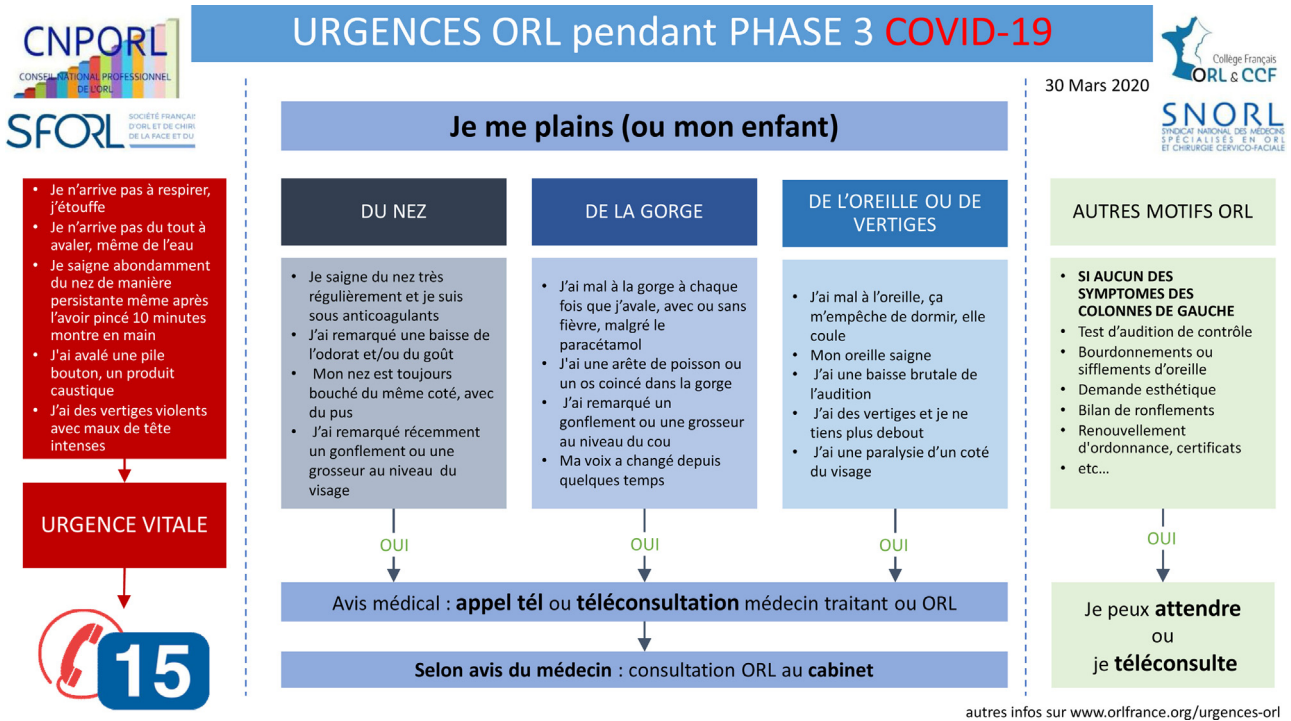 CNPORL
CONSEIL NATIONAL PROFESSIONNEL
DE L'ORL
SFORL
SOCIÉTÉ FRANÇAI
D'ORL ET DE CHIR
DE LA FACE ET DU
URGENCES ORL pendant PHASE 3 COVID-19
Collège Français
ORL & CCF
30 Mars 2020
SNORL
SYNDICAT NATIONAL DES MÉDECINS
SPÉCIALISÉS EN ORL
ET CHIRURGIE CERVICO-FACIALE
Je me plains (ou mon enfant)
• Je n'arrive pas à respirer,
j'étouffe
• Je n'arrive pas du tout à
avaler, même de l'eau
• Je saigne abondamment
du nez de manière
persistante même après
l'avoir pincé 10 minutes
montre en main
• J'ai avalé une pile
bouton, un produit
caustique
• J'ai des vertiges violents
avec maux de tête
intenses
URGENCE VITALE
15
DU NEZ
• Je saigne du nez très
régulièrement et je suis
sous anticoagulants
• J'ai remarqué une baisse de
l'odorat et/ou du goût
• Mon nez est toujours
bouché du même coté, avec
du pus
• J'ai remarqué récemment
un gonflement ou une
grosseur au niveau du
visage
OUI
DE LA GORGE
• J'ai mal à la gorge à chaque
fois que j'avale, avec ou sans
fièvre, malgré le
paracétamol
• J'ai une arête de poisson ou
un os coincé dans la gorge
• J'ai remarqué un
gonflement ou une grosseur
au niveau du cou
• Ma voix a changé depuis
quelques temps
OUI
DE L'OREILLE OU DE
VERTIGES
• J'ai mal à l'oreille, ça
m'empêche de dormir, elle
coule
• Mon oreille saigne
• J'ai une baisse brutale de
l'audition
• J'ai des vertiges et je ne
tiens plus debout
• J'ai une paralysie d'un coté
du visage
OUI
Avis médical : appel tél ou téléconsultation médecin traitant ou ORL
Selon avis du médecin : consultation ORL au cabinet
AUTRES MOTIFS ORL
• SI AUCUN DES
SYMPTOMES DES
COLONNES DE GAUCHE
• Test d'audition de contrôle
• Bourdonnements ou
sifflements d'oreille
• Demande esthétique
• Bilan de ronflements
• Renouvellement
d'ordonnance, certificats
• etc…
OUI
Je peux attendre
ou
je téléconsulte
autres infos sur www.orlfrance.org/urgences-orl